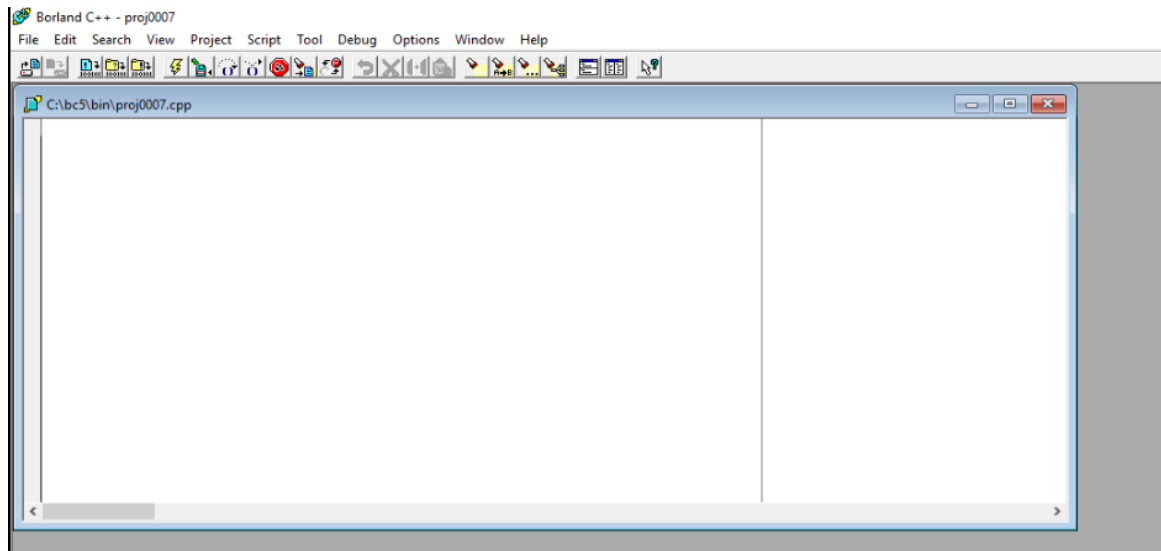 Borland C++ - proj0007
File Edit Search View Project Script Tool Debug Options Window Help
C:\bc5\bin\proj0007.cpp